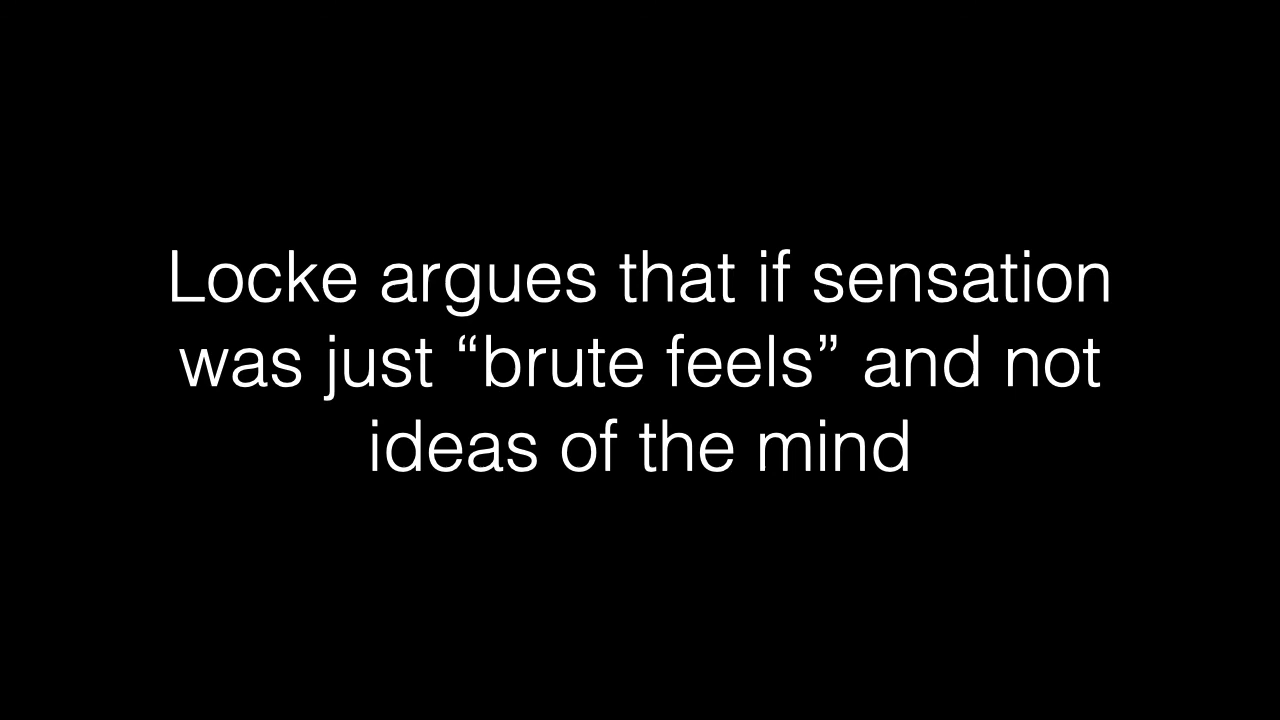 Locke argues that if sensation
was just “brute feels” and not
ideas of the mind